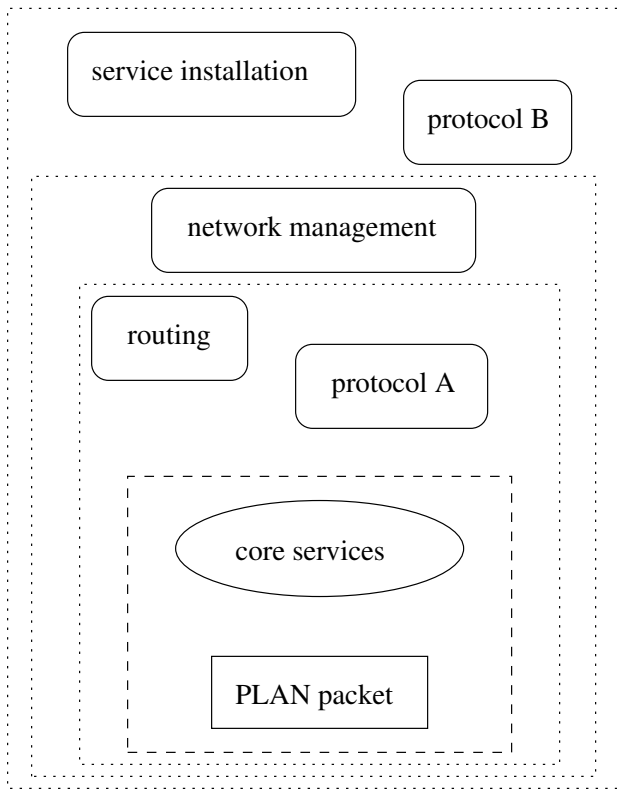 service installation
protocol B
network management
routing
protocol A
core services
PLAN packet